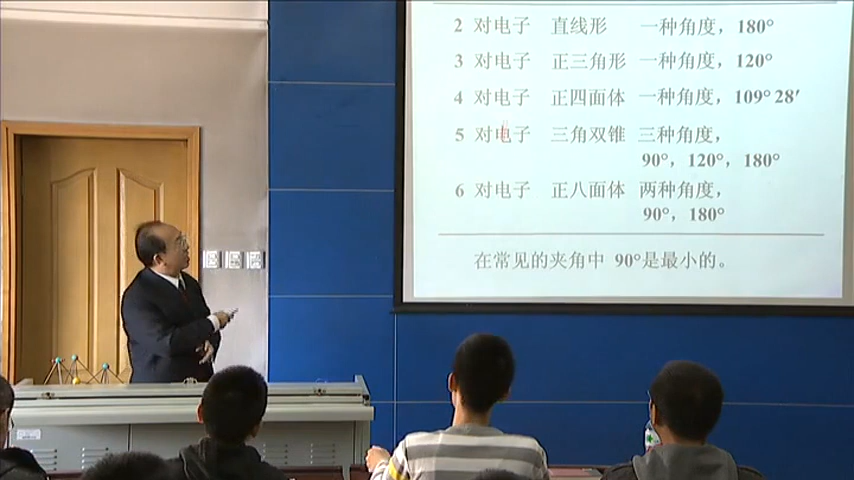 2 对电子 直线形 一种角度，180°
3 对电子 正三角形 一种角度，120°
4 对电子 正四面体 一种角度，109° 28′
5 对电子 三角双锥 三种角度，
90°，120°，180°
6 对电子 正八面体 两种角度，
90°，180°
在常见的夹角中 90°是最小的。